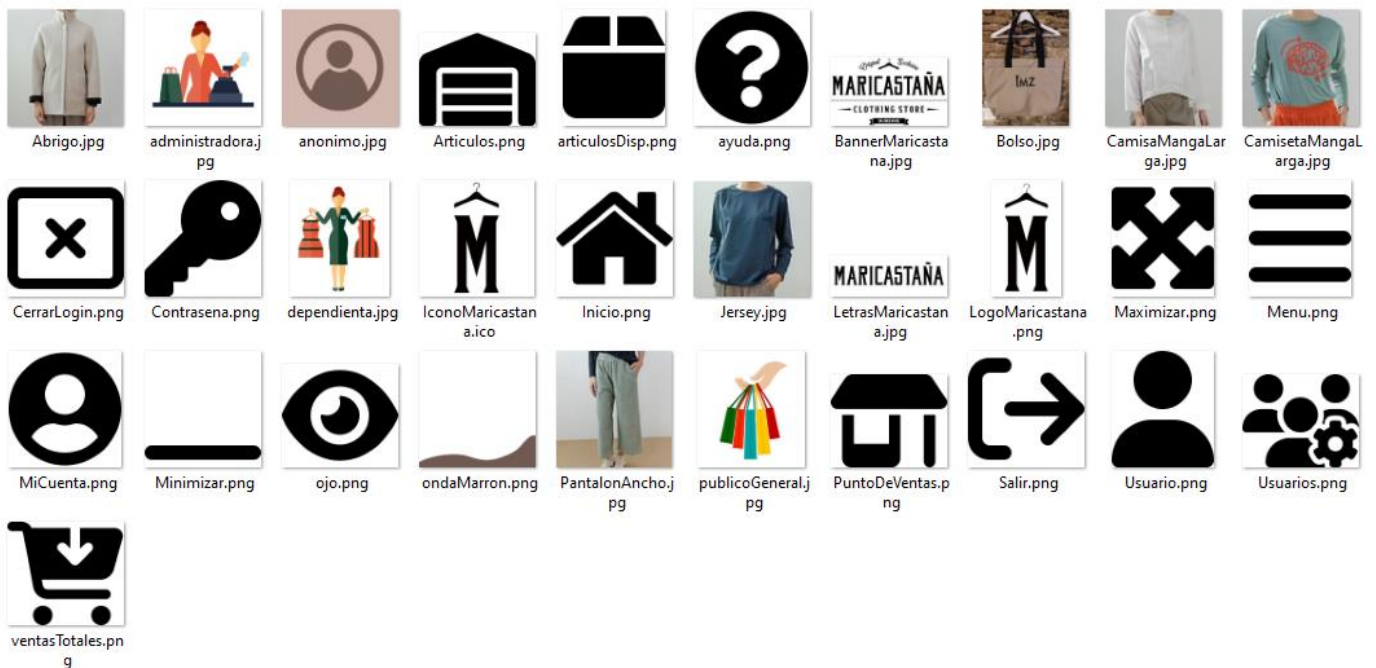 MARICASTAÑA
CLOTHING STORE
IMZ
Abrigo.jpg
administradora.j
pg
anonimo.jpg
Articulos.png
articulosDisp.png
ayuda.png
BannerMaricasta
na.jpg
Bolso.jpg
CamisaMangaLar
ga.jpg
CamisetaMangaL
arga.jpg
M
MARICASTAÑA
M
CerrarLogin.png
Contrasena.png
dependienta.jpg
IconoMaricastan
a.ico
Inicio.png
Jersey.jpg
LetrasMaricastan
a.jpg
LogoMaricastana
.png
Maximizar.png
Menu.png
MiCuenta.png
Minimizar.png
ojo.png
ondaMarron.png
PantalonAncho.j
pg
publicoGeneral.j
pg
PuntoDeVentas.p
ng
Salir.png
Usuario.png
Usuarios.png
ventasTotales.pn
g